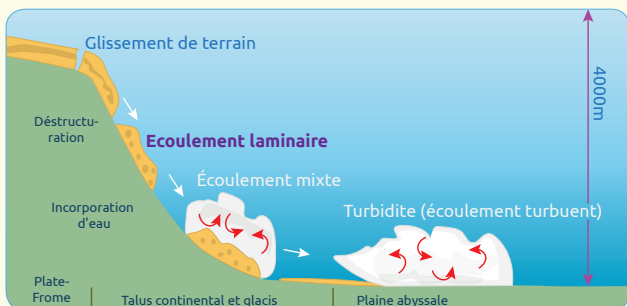 Glissement de terrain
4000m
Déstructu-
ration
Ecoulement laminaire
Écoulement mixte
Incorporation
d'eau
Turbidite (écoulement turbuent)
Plate-
Frome
Talus continental et glacis
Plaine abyssale